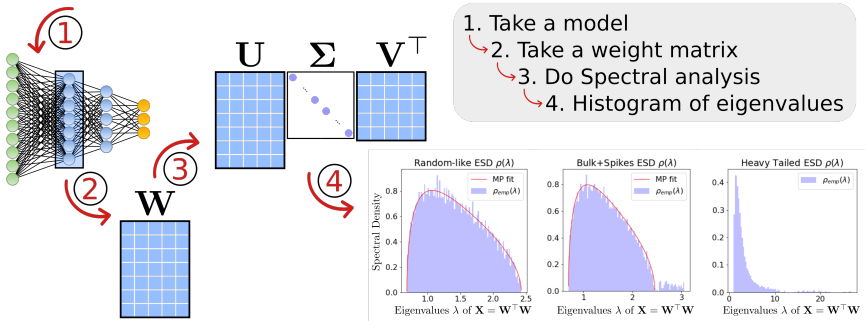 1
1. Take a model
2. Take a weight matrix
3. Do Spectral analysis
4. Histogram of eigenvalues
U Σ V⊤
3
2
4
W
Random-like ESD ρ(λ)
MP fit
ρemp(λ)
Spectral Density
0.8
0.6
0.4
0.2
0.0
1.0 1.5 2.0 2.5
Eigenvalues λ of X = W⊤W
Bulk+Spikes ESD ρ(λ)
MP fit
ρemp(λ)
0.8
0.6
0.4
0.2
0.0
1 2 3
Eigenvalues λ of X = W⊤W
Heavy Tailed ESD ρ(λ)
ρemp(λ)
0.4
0.3
0.2
0.1
0.0
0 10 20
Eigenvalues λ of X = W⊤W